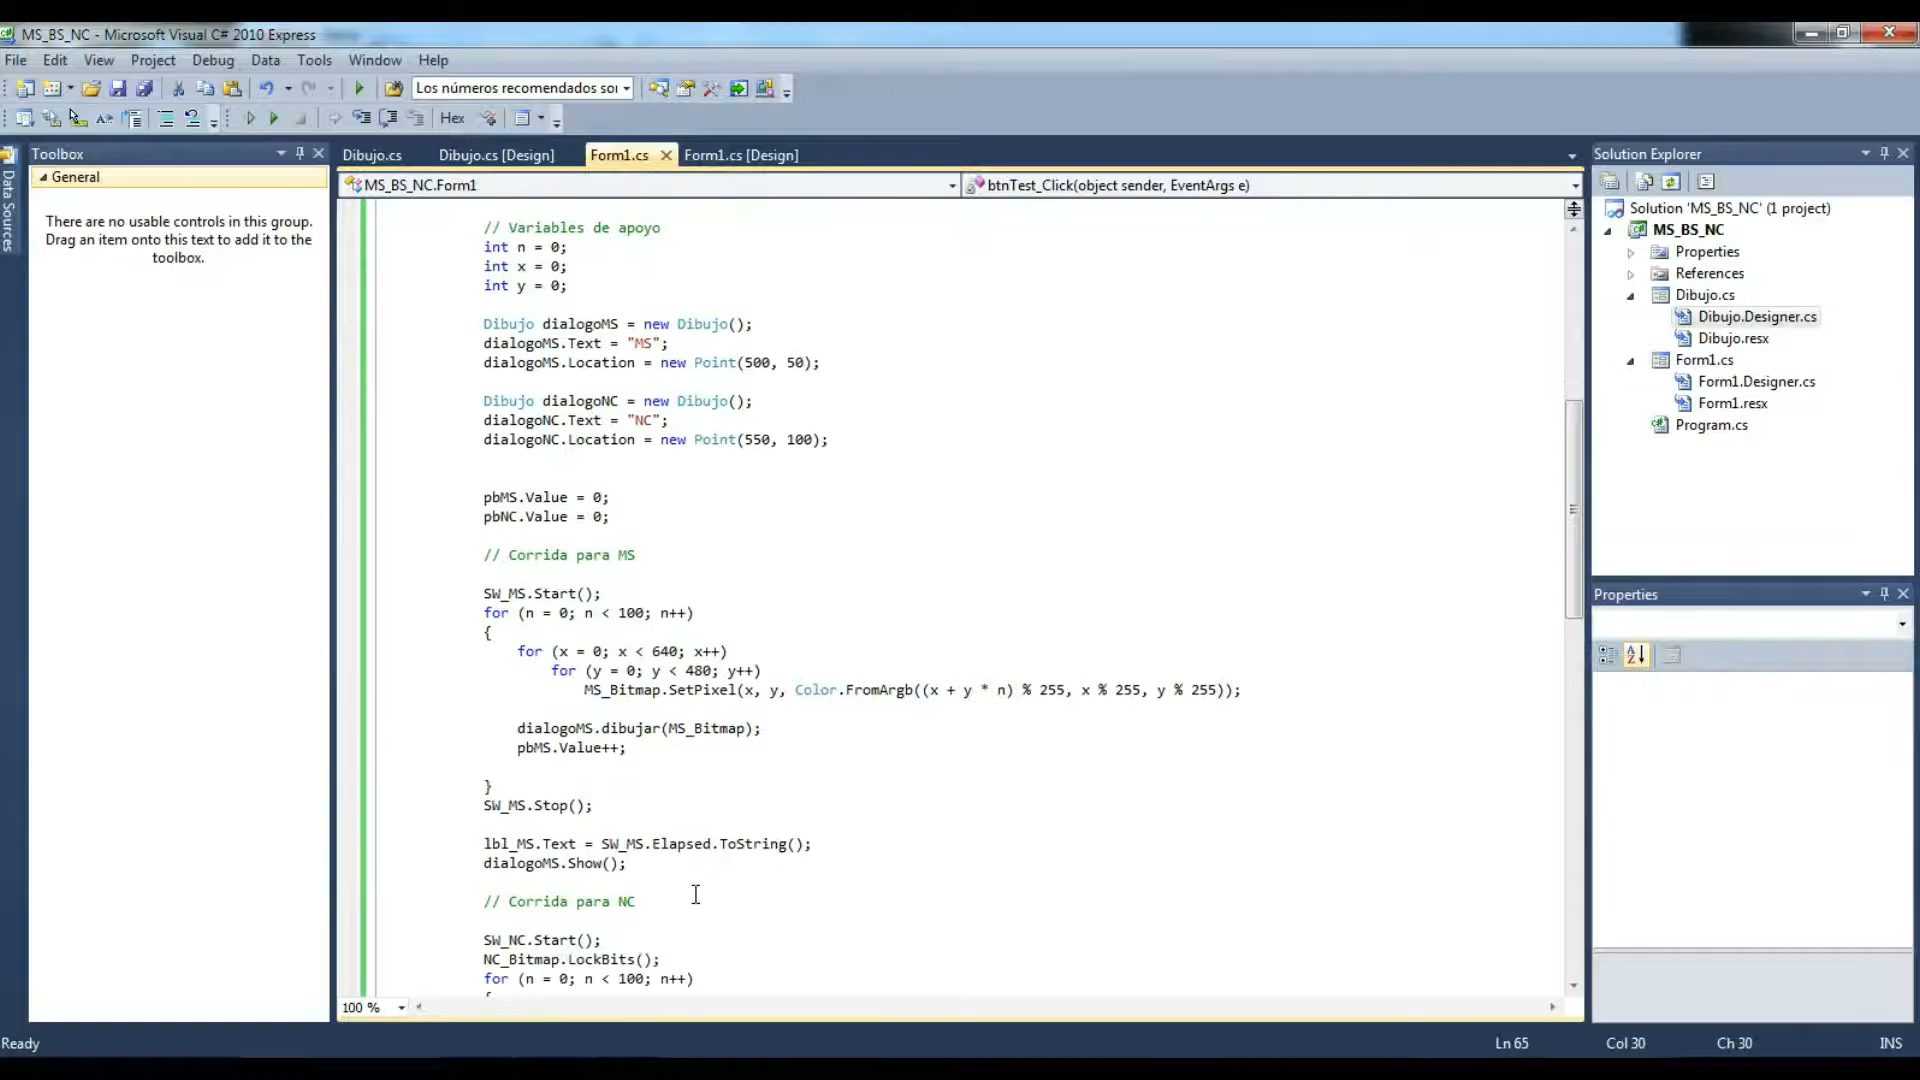 MS_BS_NC - Microsoft Visual C# 2010 Express
File Edit View Project Debug Data Tools Window Help
Los números recomendados soı
Hex
Data Sources
Toolbox
General
There are no usable controls in this group.
Drag an item onto this text to add it to the
toolbox.
Dibujo.cs Dibujo.cs [Design] Form1.cs Form1.cs [Design]
MS_BS_NC.Form1 btnTest_Click(object sender, EventArgs e)
// Variables de apoyo
int n = 0;
int x = 0;
int y = 0;
Dibujo dialogoMS = new Dibujo();
dialogoMS.Text = "MS";
dialogoMS.Location = new Point(500, 50);
Dibujo dialogoNC = new Dibujo();
dialogoNC.Text = "NC";
dialogoNC.Location = new Point(550, 100);
pbMS.Value = 0;
pbNC.Value = 0;
// Corrida para MS
SW_MS.Start();
for (n = 0; n < 100; n++)
{
for (x = 0; x < 640; x++)
for (y = 0; y < 480; y++)
MS_Bitmap.SetPixel(x, y, Color.FromArgb((x + y * n) % 255, x % 255, y % 255));
dialogoMS.dibujar(MS_Bitmap);
pbMS.Value++;
}
SW_MS.Stop();
lbl_MS.Text = SW_MS.Elapsed.ToString();
dialogoMS.Show();
// Corrida para NC
SW_NC.Start();
NC_Bitmap.LockBits();
for (n = 0; n < 100; n++)
{
100 %
Solution Explorer
Solution 'MS_BS_NC' (1 project)
MS_BS_NC
Properties
References
Dibujo.cs
Dibujo.Designer.cs
Dibujo.resx
Form1.cs
Form1.Designer.cs
Form1.resx
Program.cs
Properties
Ready Ln 65 Col 30 Ch 30 INS